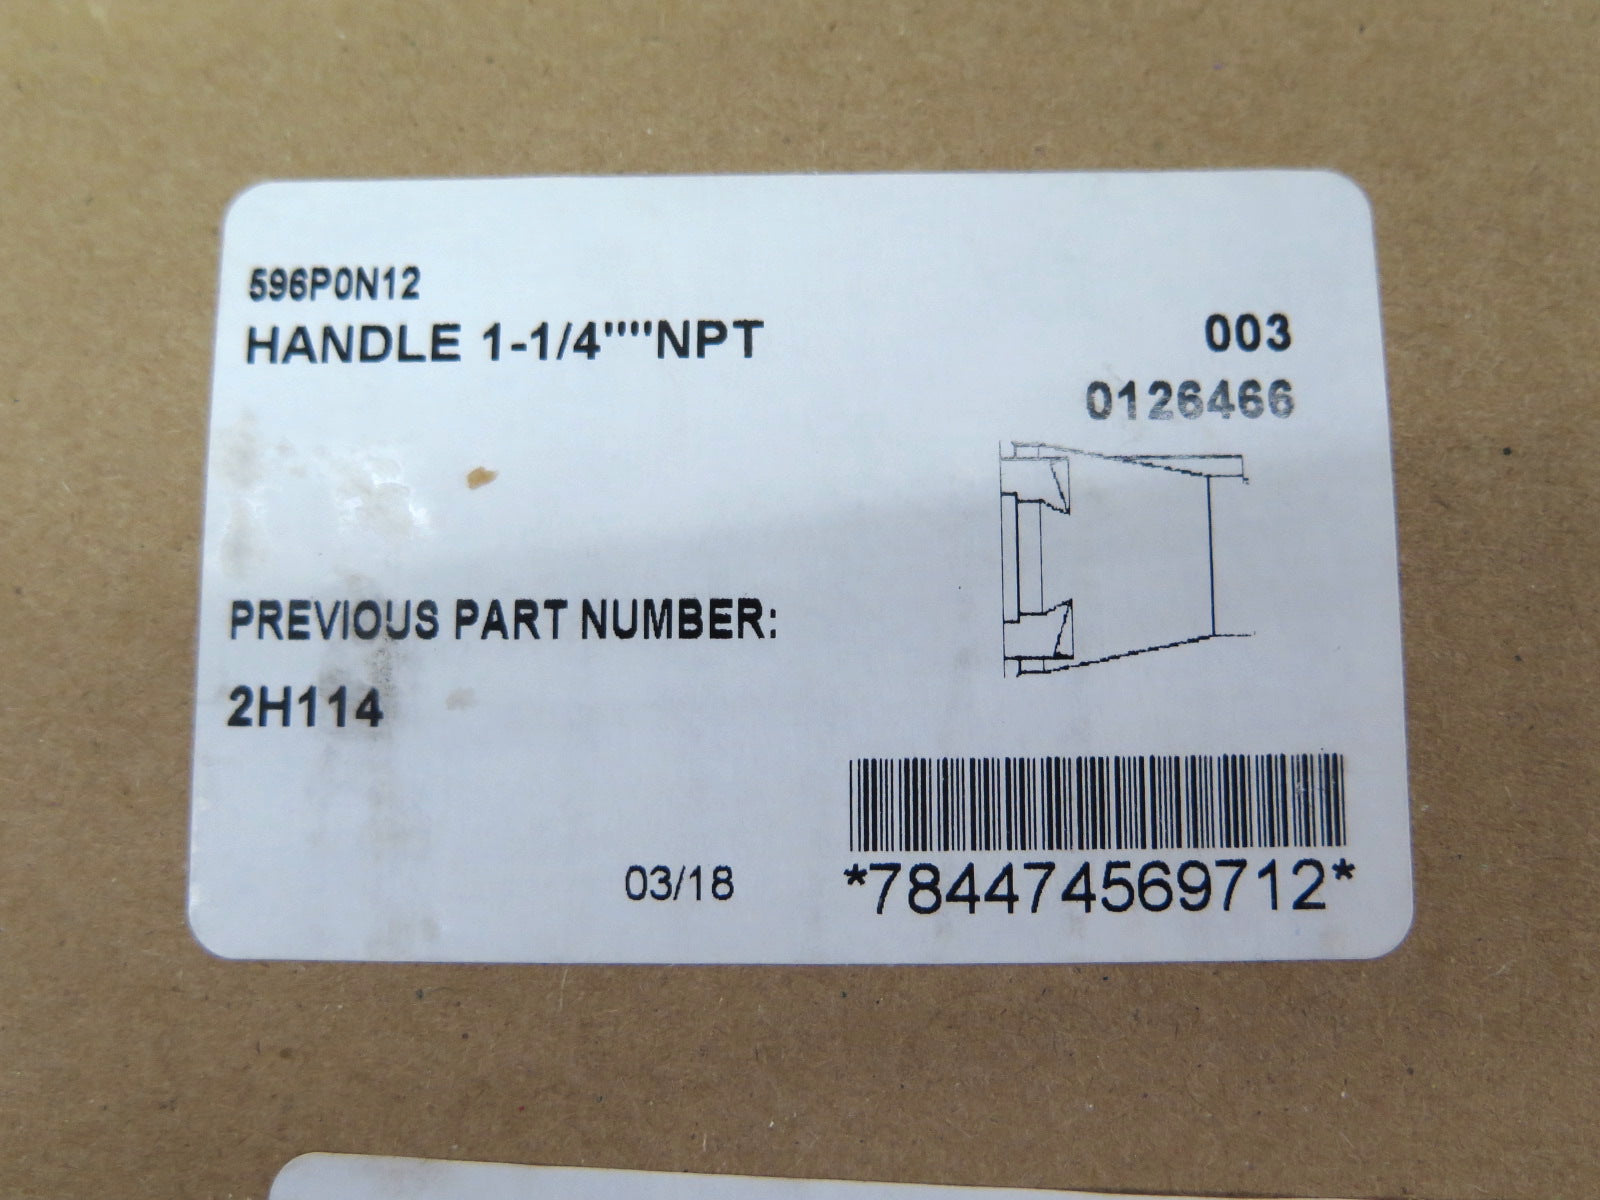 596P0N12
HANDLE 1-1/4""NPT
003
0126466
PREVIOUS PART NUMBER:
2H114
03/18
*784474569712*